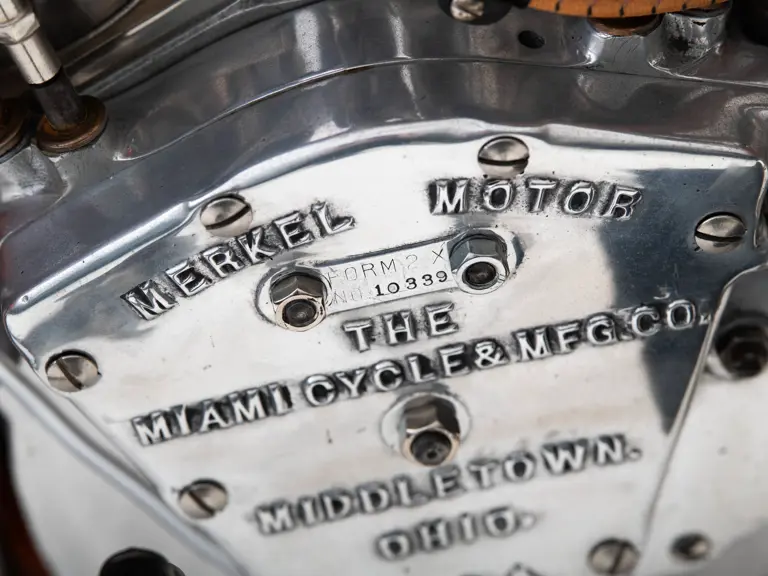 MERKEL MOTOR
FORM 2 X
NO. 10339
THE
MIAMI CYCLE & MFG. CO.
MIDDLETOWN.
OHIO.